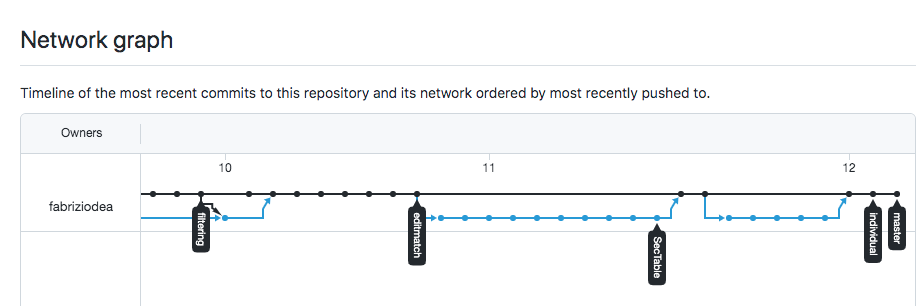 Network graph
Timeline of the most recent commits to this repository and its network ordered by most recently pushed to.
Owners
10
11
12
fabriziodea
filtering
editmatch
SecTable
individual
master